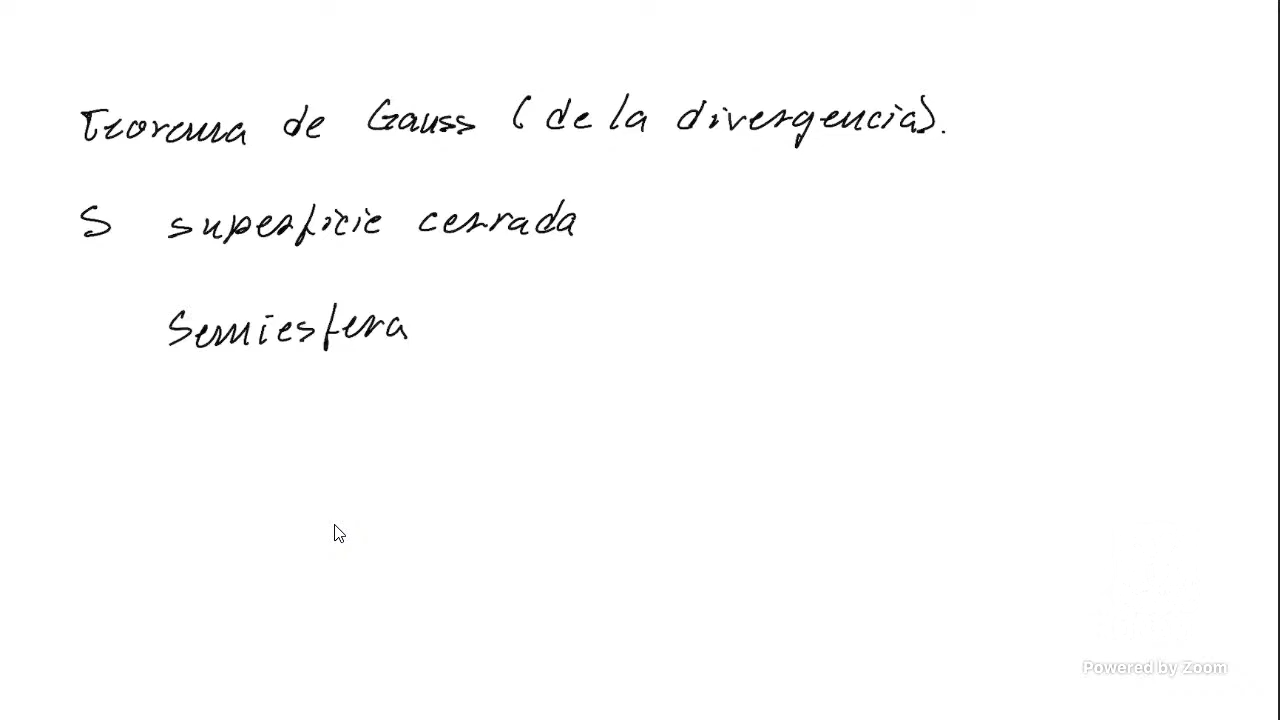 Teorema de Gauss (de la divergencia).
S superficie cerrada
Semiesfera
Powered by Zoom